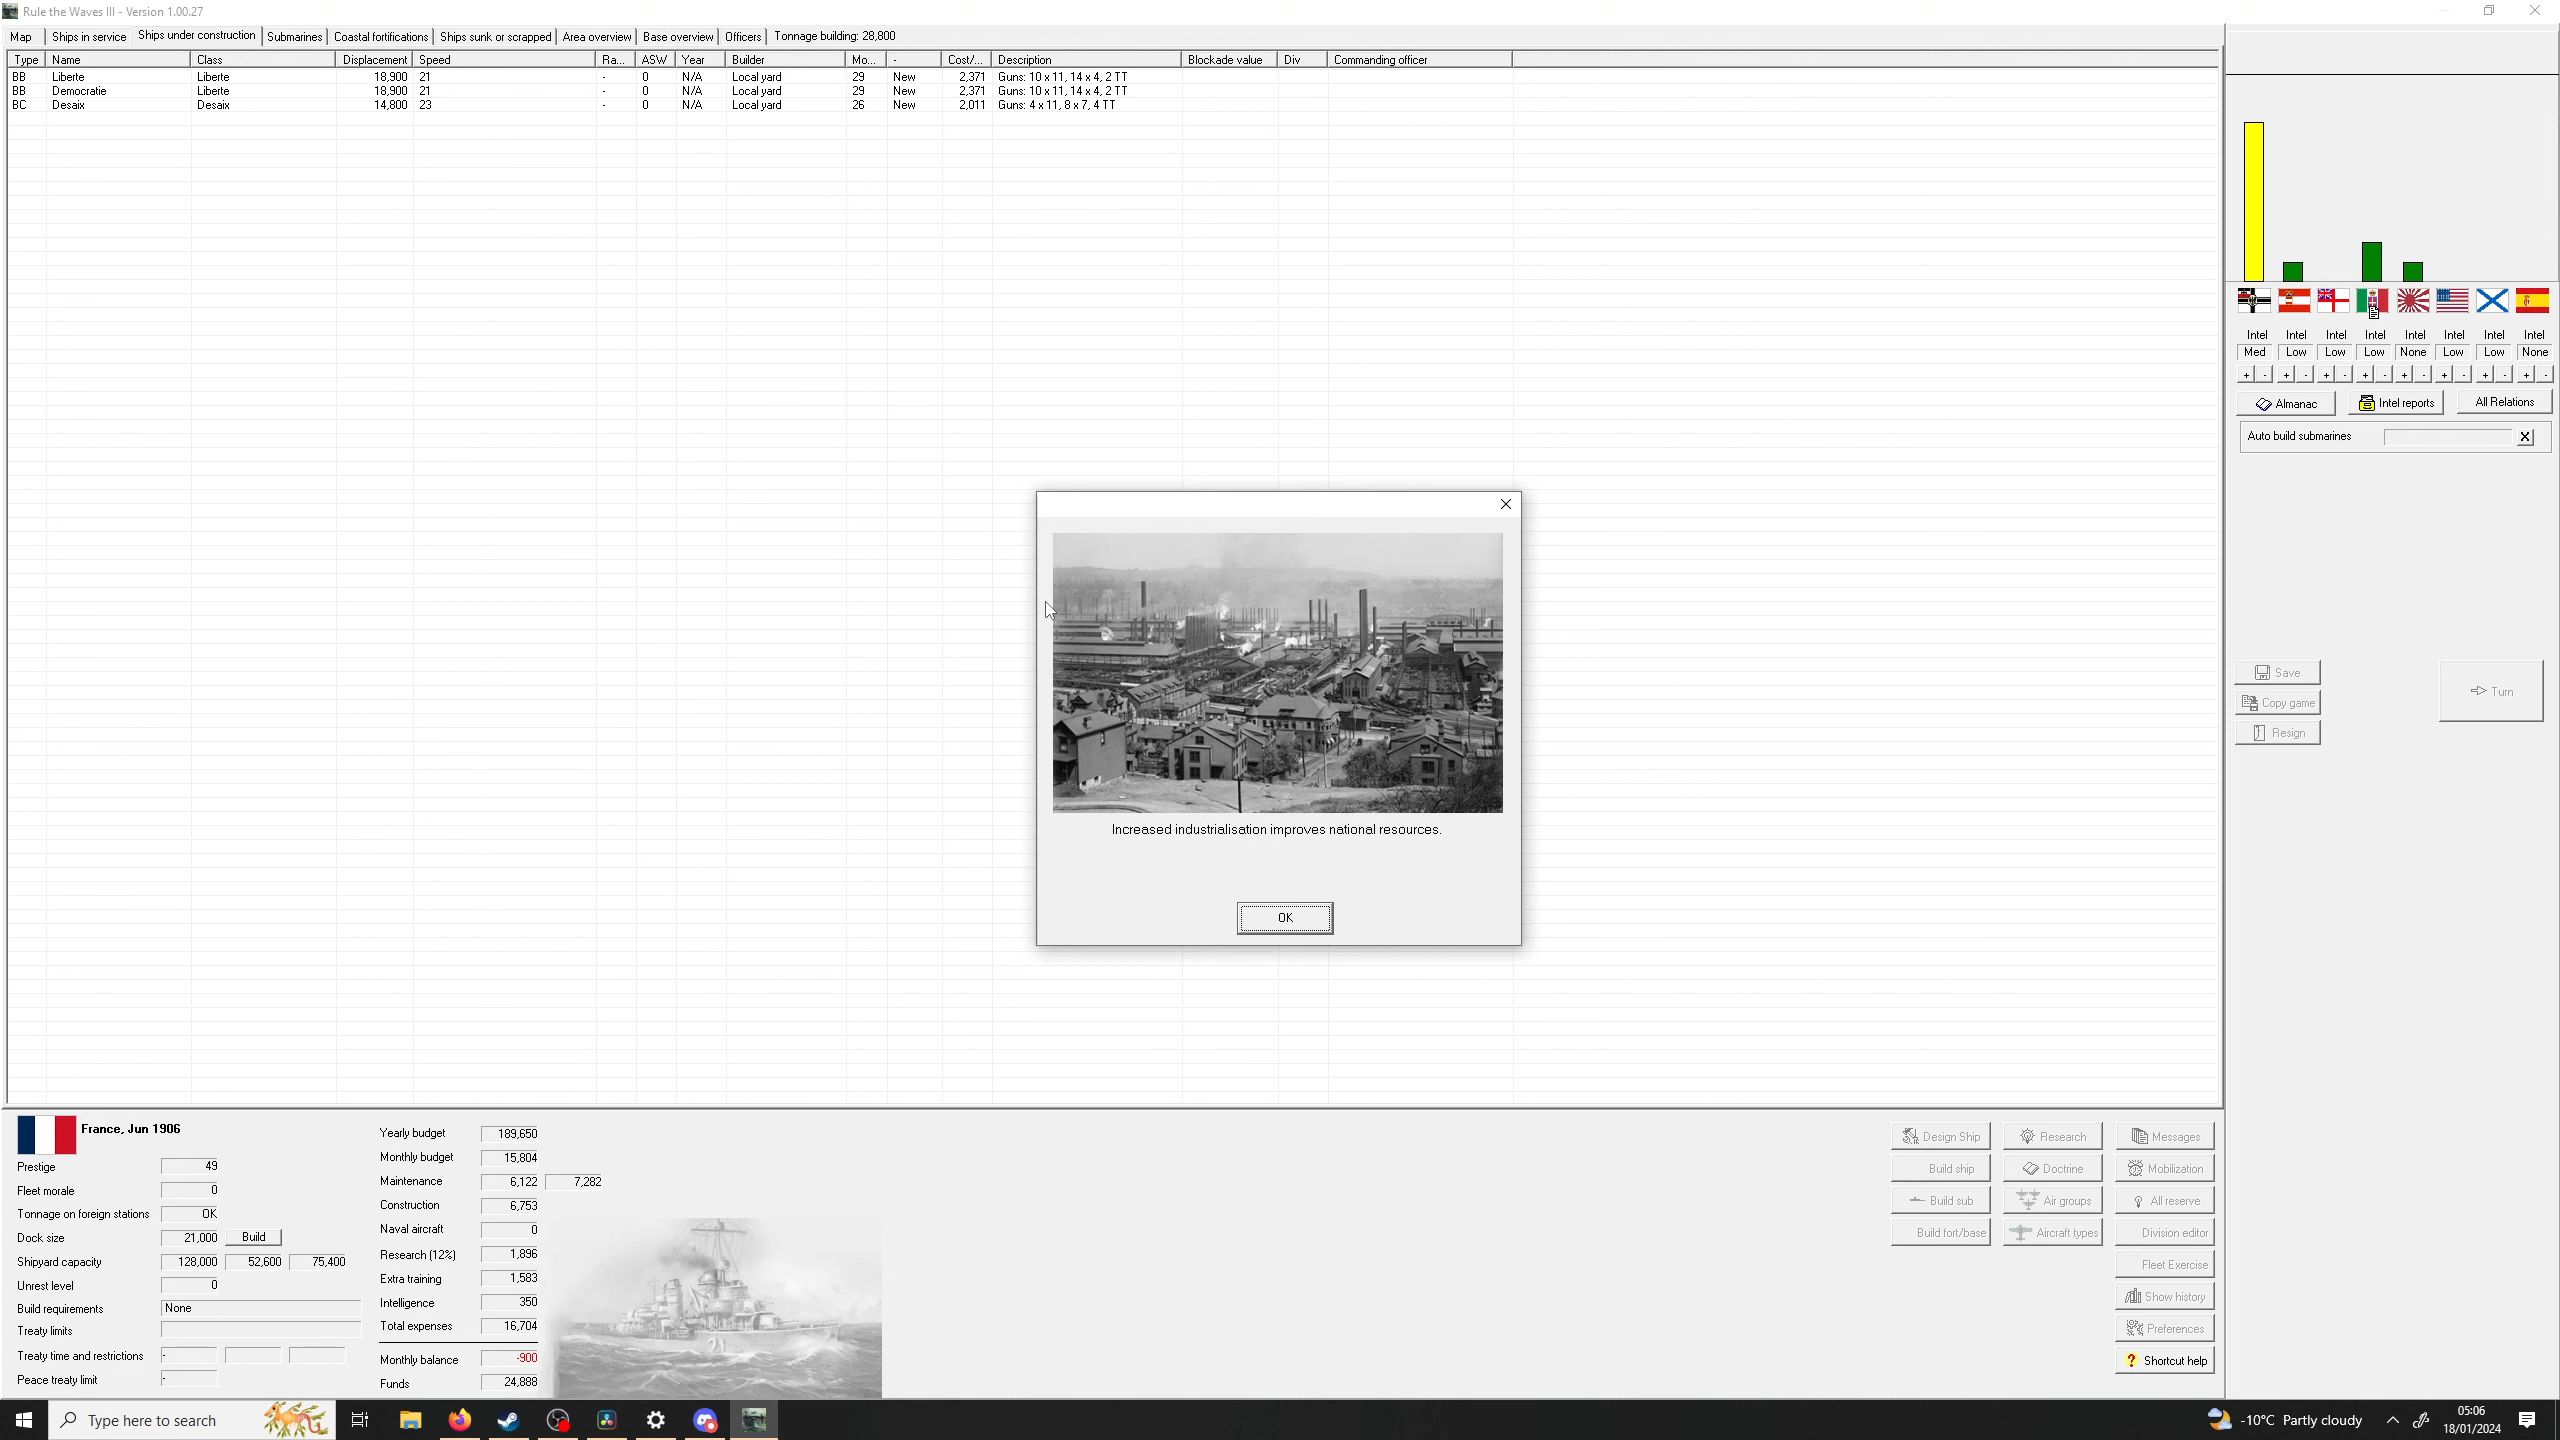 Rule the Waves III - Version 1.00.27
Map Ships in service Ships under construction Submarines Coastal fortifications Ships sunk or scrapped Area overview Base overview Officers Tonnage building: 28,800
Type Name Class Displacement Speed Ra... ASW Year Builder Mo... - Cost/... Description Blockade value Div Commanding officer
BB Liberte Liberte 18,900 21 - 0 N/A Local yard 29 New 2,371 Guns: 10 x 11, 14 x 4, 2 TT
BB Democratie Liberte 18,900 21 - 0 N/A Local yard 29 New 2,371 Guns: 10 x 11, 14 x 4, 2 TT
BC Desaix Desaix 14,800 23 - 0 N/A Local yard 26 New 2,011 Guns: 4 x 11, 8 x 7, 4 TT
Intel Intel Intel Intel Intel Intel Intel Intel
Med Low Low Low None Low Low None
+ - + - + - + - + - + - + - + -
Almanac Intel reports All Relations
Auto build submarines X
Increased industrialisation improves national resources.
OK
Save
Copy game
Resign
Turn
France, Jun 1906
Prestige 49
Fleet morale 0
Tonnage on foreign stations OK
Dock size 21,000 Build
Shipyard capacity 128,000 52,600 75,400
Unrest level 0
Build requirements None
Treaty limits
Treaty time and restrictions -
Peace treaty limit -
Yearly budget 189,650
Monthly budget 15,804
Maintenance 6,122 7,282
Construction 6,753
Naval aircraft 0
Research (12%) 1,896
Extra training 1,583
Intelligence 350
Total expenses 16,704
Monthly balance -900
Funds 24,888
Design Ship Research Messages
Build ship Doctrine Mobilization
Build sub Air groups All reserve
Build fort/base Aircraft types Division editor
Fleet Exercise
Show history
Preferences
? Shortcut help
Type here to search
-10°C Partly cloudy
05:06
18/01/2024